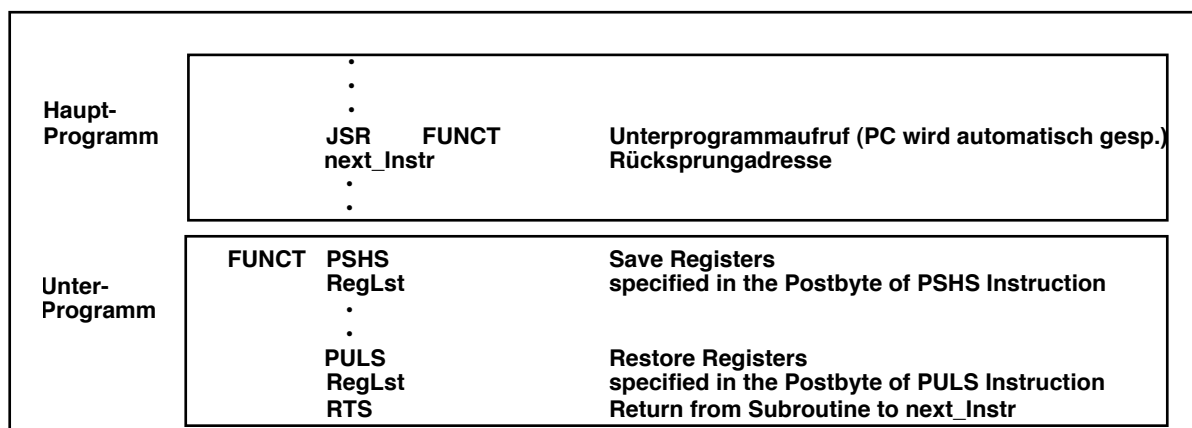 Haupt-
Programm
JSR FUNCT Unterprogrammaufruf (PC wird automatisch gesp.)
next_Instr Rücksprungadresse
Unter-
Programm
FUNCT PSHS Save Registers
RegLst specified in the Postbyte of PSHS Instruction
PULS Restore Registers
RegLst specified in the Postbyte of PULS Instruction
RTS Return from Subroutine to next_Instr